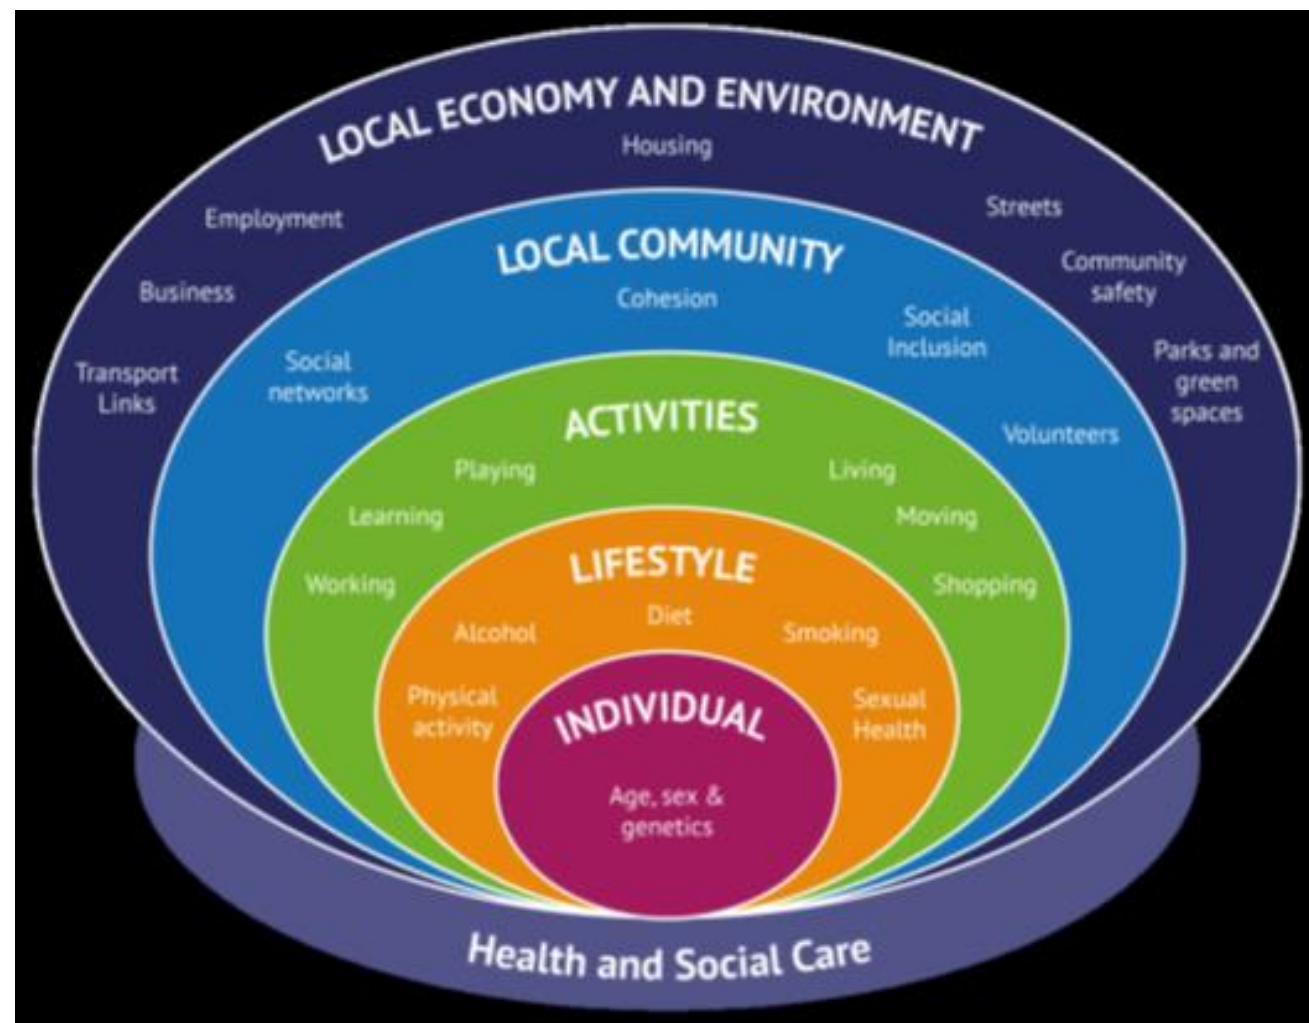 LOCAL ECONOMY AND ENVIRONMENT
Housing
Employment
Streets
Business
Community
safety
Transport
Links
Parks and
green
spaces
LOCAL COMMUNITY
Cohesion
Social
networks
Social
Inclusion
Volunteers
ACTIVITIES
Playing
Living
Learning
Moving
Working
Shopping
LIFESTYLE
Diet
Alcohol
Smoking
Physical
activity
Sexual
Health
INDIVIDUAL
Age, sex &
genetics
Health and Social Care